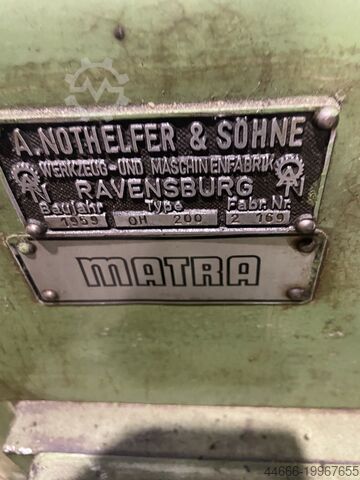 A. NOTHELFER & SÖHNE
WERKZEUG-UND MASCHINENFABRIK
RAVENSBURG
Baujahr Type Fabr. Nr.
1959 OH 200 2 169
MATRA
44666-19967655